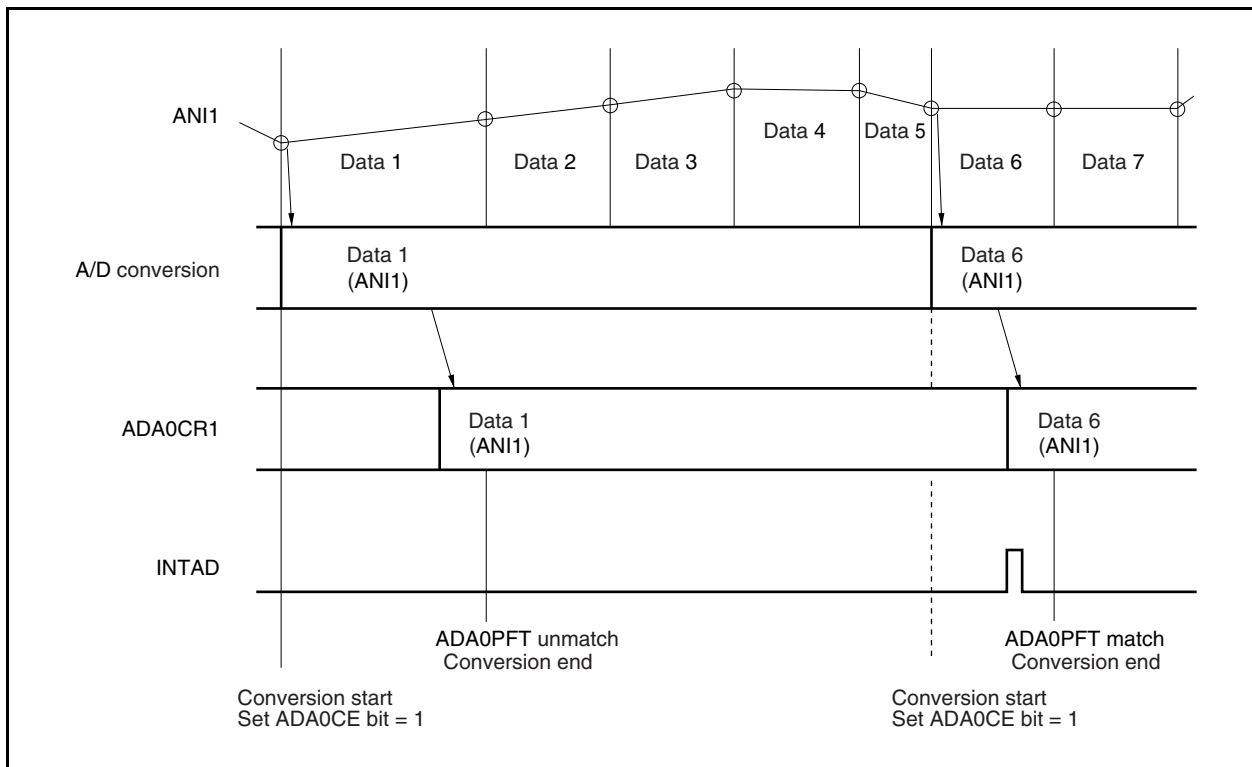 ANI1
Data 1
Data 2
Data 3
Data 4
Data 5
Data 6
Data 7
A/D conversion
Data 1
(ANI1)
Data 6
(ANI1)
ADA0CR1
Data 1
(ANI1)
Data 6
(ANI1)
INTAD
ADA0PFT unmatch
Conversion end
ADA0PFT match
Conversion end
Conversion start
Set ADA0CE bit = 1
Conversion start
Set ADA0CE bit = 1